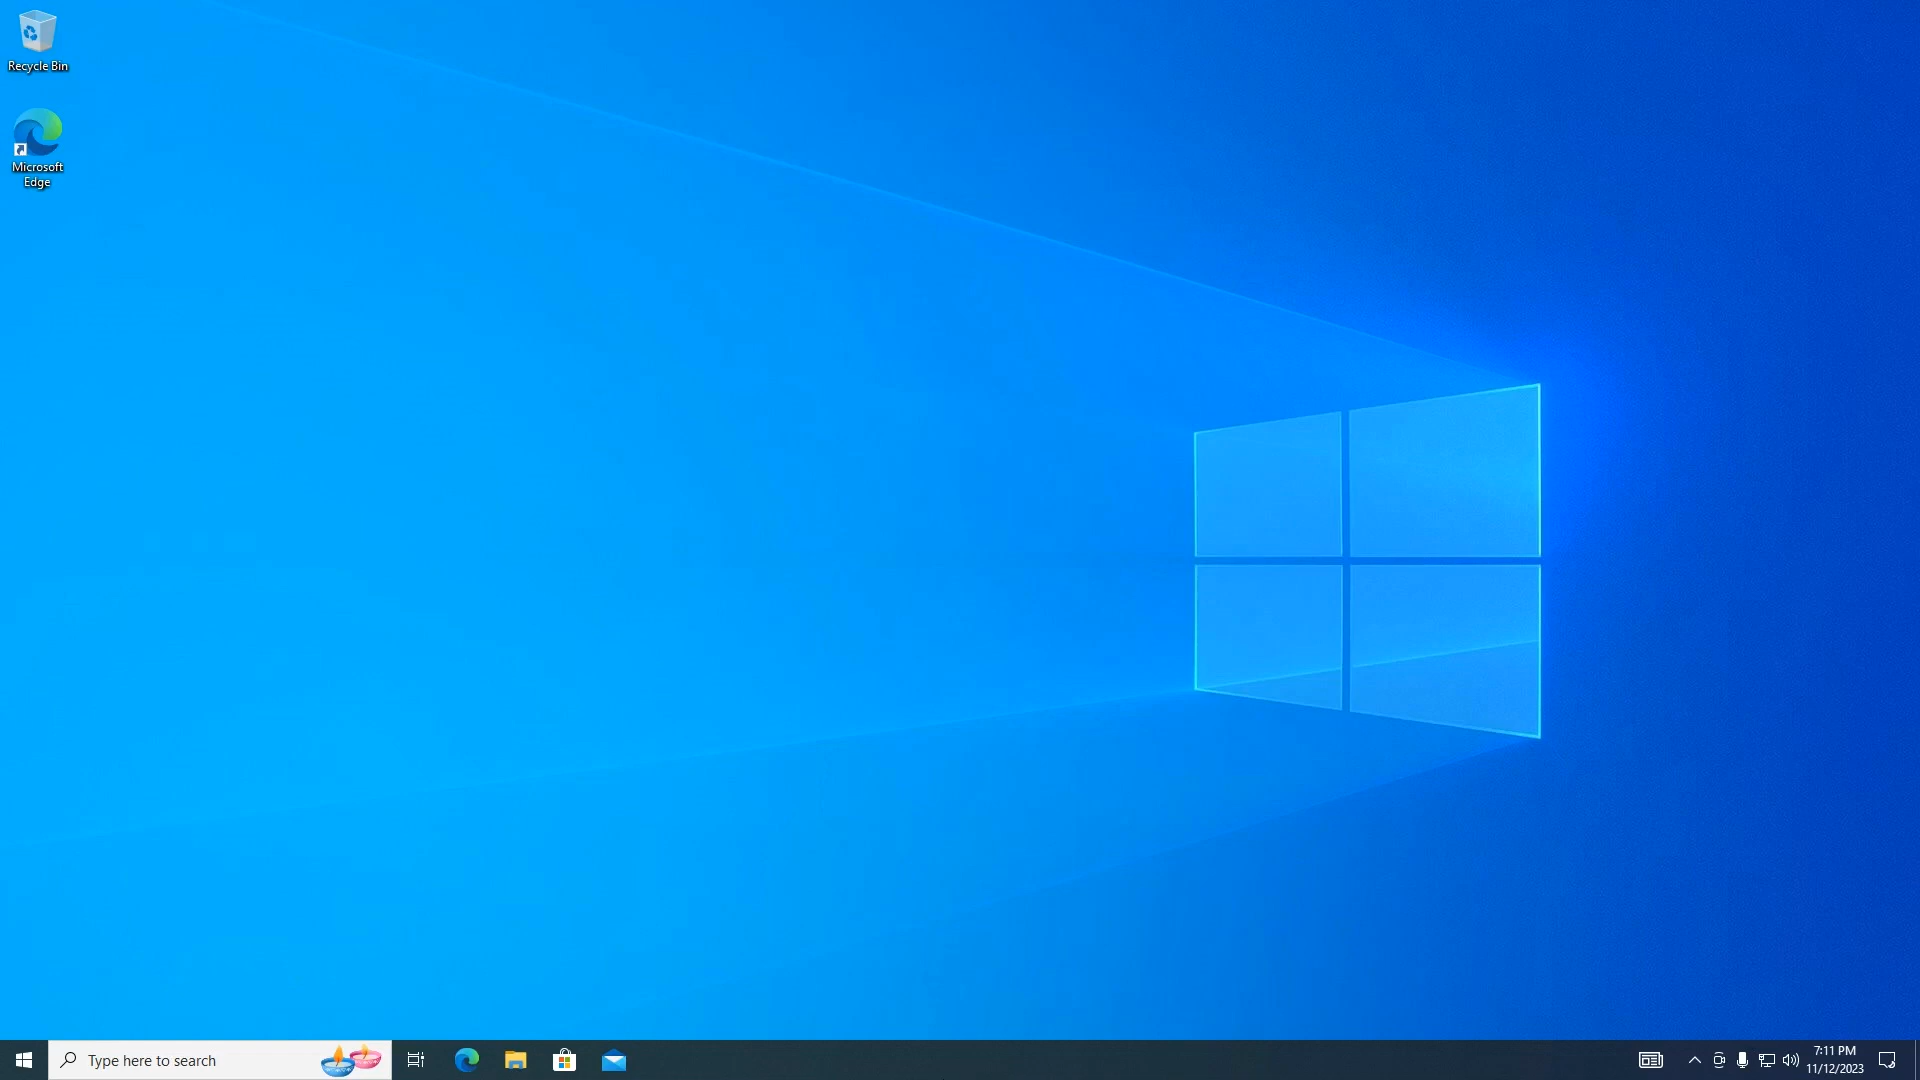 Recycle Bin
Microsoft
Edge
Type here to search
7:11 PM
11/12/2023